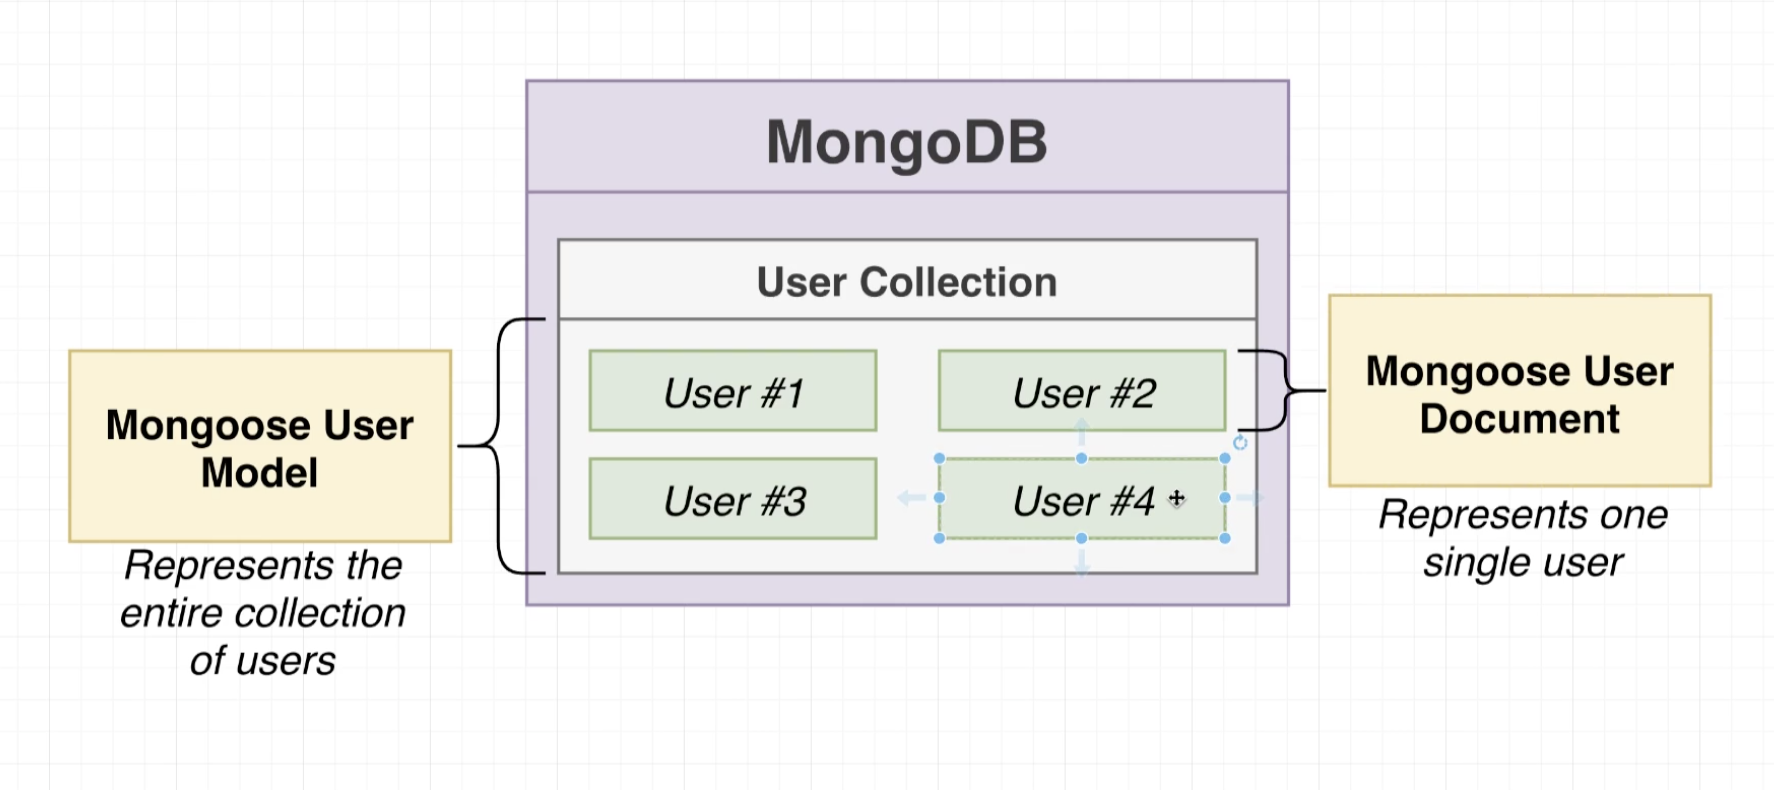 MongoDB
User Collection
User #1
User #2
User #3
User #4
Mongoose User
Model
Represents the
entire collection
of users
Mongoose User
Document
Represents one
single user